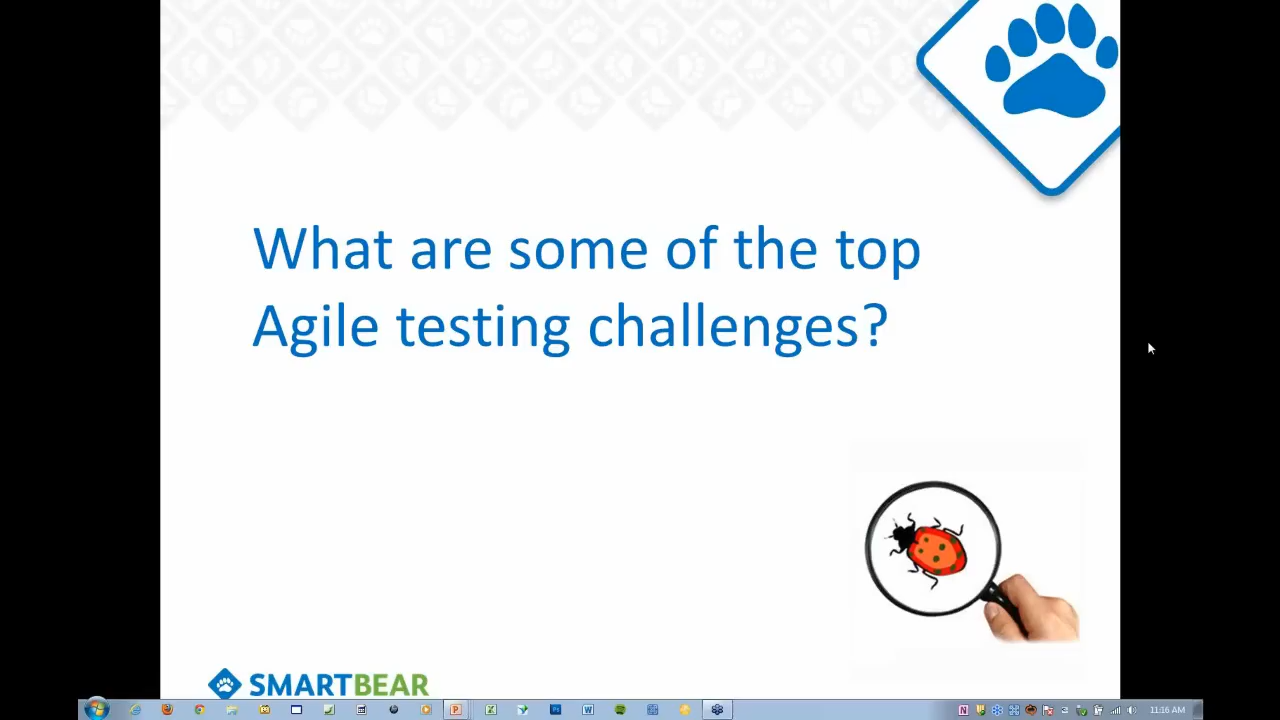 What are some of the top
Agile testing challenges?
SMARTBEAR
11:16 AM